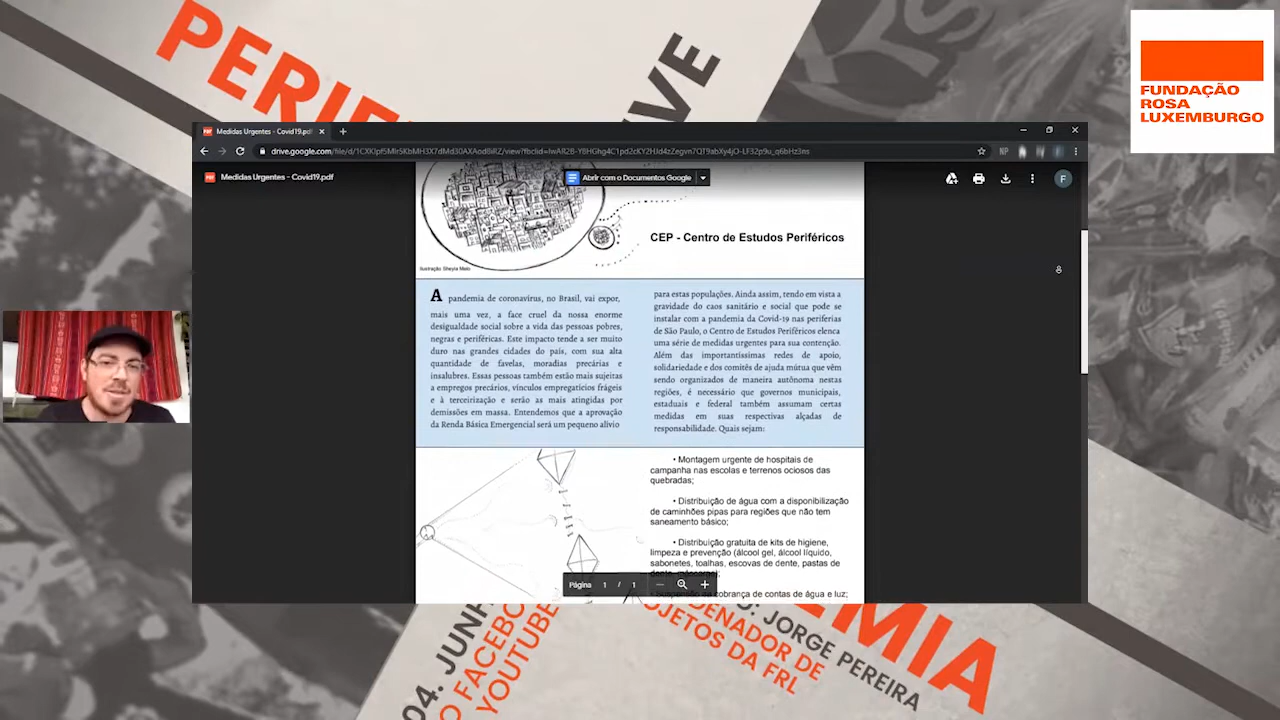 PERIF
IVE
FUNDAÇÃO
ROSA
LUXEMBURGO
Medidas Urgentes - Covid19.pdf
Medidas Urgentes - Covid19.pdf
Abrir com o Documentos Google
F
CEP - Centro de Estudos Periféricos
Ilustração Sheyla Melo
A pandemia de coronavírus, no Brasil, vai expor,
mais uma vez, a face cruel da nossa enorme
desigualdade social sobre a vida das pessoas pobres,
negras e periféricas. Este impacto tende a ser muito
duro nas grandes cidades do país, com sua alta
quantidade de favelas, moradias precárias e
insalubres. Essas pessoas também estão mais sujeitas
a empregos precários, vínculos empregatícios frágeis
e à terceirização e serão as mais atingidas por
demissões em massa. Entendemos que a aprovação
da Renda Básica Emergencial será um pequeno alívio
para estas populações. Ainda assim, tendo em vista a
gravidade do caos sanitário e social que pode se
instalar com a pandemia da Covid-19 nas periferias
de São Paulo, o Centro de Estudos Periféricos elenca
uma série de medidas urgentes para sua contenção.
Além das importantíssimas redes de apoio,
solidariedade e dos comitês de ajuda mútua que vêm
sendo organizados de maneira autônoma nestas
regiões, é necessário que governos municipais,
estaduais e federal também assumam certas
medidas em suas respectivas alçadas de
responsabilidade. Quais sejam:
• Montagem urgente de hospitais de
campanha nas escolas e terrenos ociosos das
quebradas;
• Distribuição de água com a disponibilização
de caminhões pipas para regiões que não tem
saneamento básico;
• Distribuição gratuita de kits de higiene,
limpeza e prevenção (álcool gel, álcool líquido,
sabonetes, toalhas, escovas de dente, pastas de
cobrança de contas de água e luz;
Página 1 / 1
04. JUNH
O FACEBO
YOUTUBE
EMIA
O: JORGE PEREIRA
DENADOR DE
OJETOS DA FRL